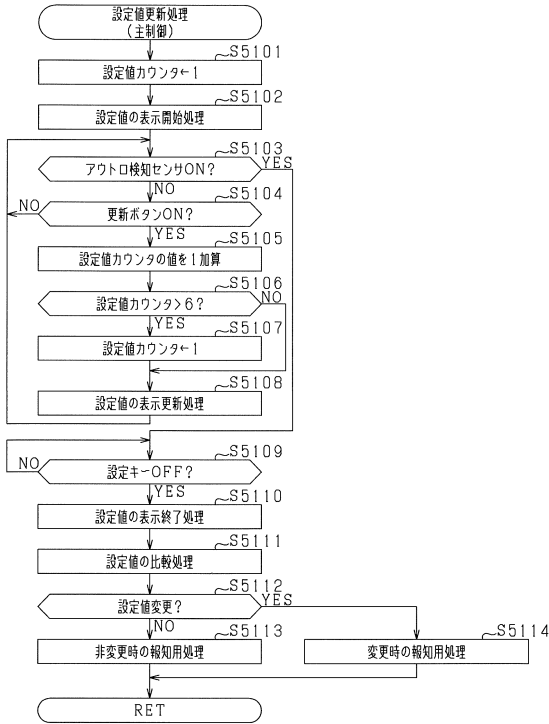 設定値更新処理
(主制御)
S5101
設定値カウンタ←1
S5102
設定値の表示開始処理
S5103
アウトロ検知センサON?
YES
NO
S5104
更新ボタンON?
NO
YES
S5105
設定値カウンタの値を1加算
S5106
設定値カウンタ>6?
NO
YES
S5107
設定値カウンタ←1
S5108
設定値の表示更新処理
S5109
設定キーOFF?
NO
YES
S5110
設定値の表示終了処理
S5111
設定値の比較処理
S5112
設定値変更?
YES
NO
S5113
非変更時の報知用処理
S5114
変更時の報知用処理
RET